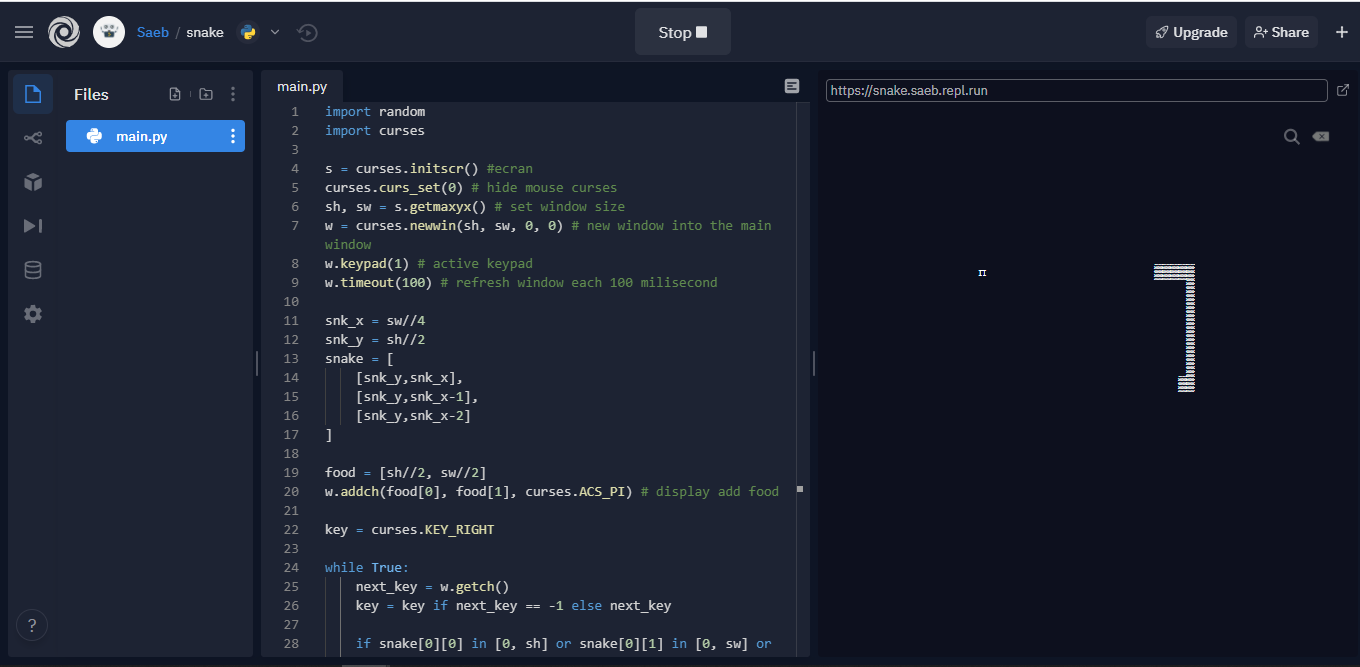 Saeb / snake
Stop
Upgrade
Share
Files
main.py
main.py
1 import random
2 import curses
3
4 s = curses.initscr() #ecran
5 curses.curs_set(0) # hide mouse curses
6 sh, sw = s.getmaxyx() # set window size
7 w = curses.newwin(sh, sw, 0, 0) # new window into the main
window
8 w.keypad(1) # active keypad
9 w.timeout(100) # refresh window each 100 milisecond
10
11 snk_x = sw//4
12 snk_y = sh//2
13 snake = [
14     [snk_y,snk_x],
15     [snk_y,snk_x-1],
16     [snk_y,snk_x-2]
17 ]
18
19 food = [sh//2, sw//2]
20 w.addch(food[0], food[1], curses.ACS_PI) # display add food
21
22 key = curses.KEY_RIGHT
23
24 while True:
25     next_key = w.getch()
26     key = key if next_key == -1 else next_key
27
28     if snake[0][0] in [0, sh] or snake[0][1] in [0, sw] or
https://snake.saeb.repl.run
π
?